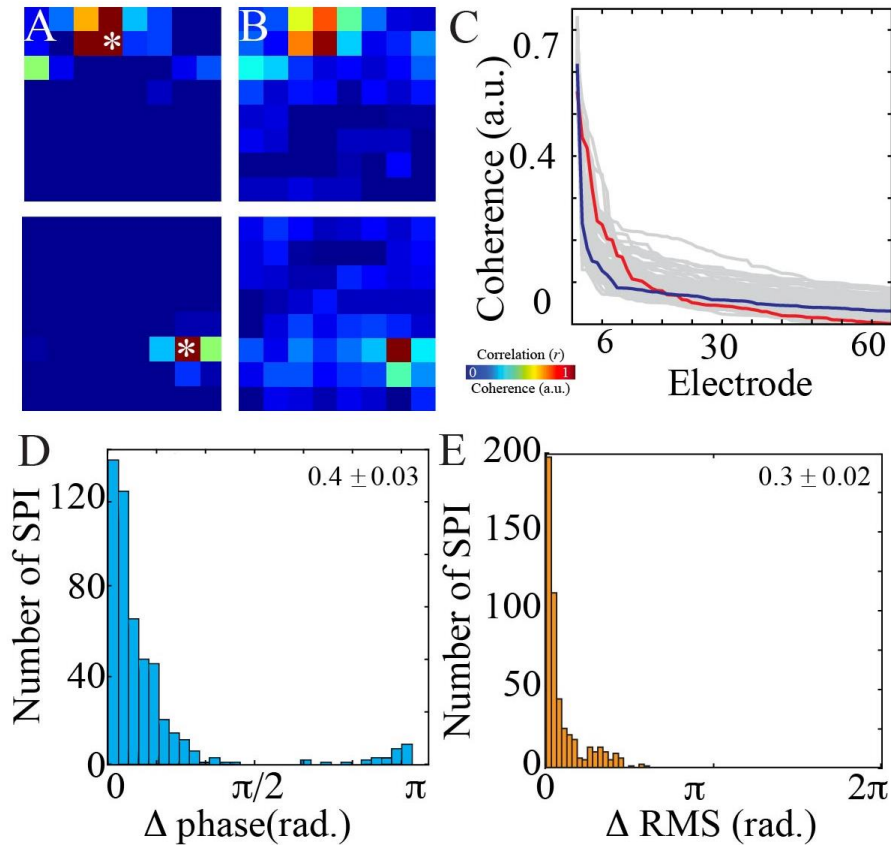 A
B
C
*
*
0.7
0.4
0
Coherence (a.u.)
6
30
60
Electrode
Correlation (r)
0
1
Coherence (a.u.)
D
0.4 ± 0.03
120
80
40
0
Number of SPI
0
π/2
π
Δ phase(rad.)
E
0.3 ± 0.02
200
150
100
50
0
Number of SPI
0
π
2π
Δ RMS (rad.)